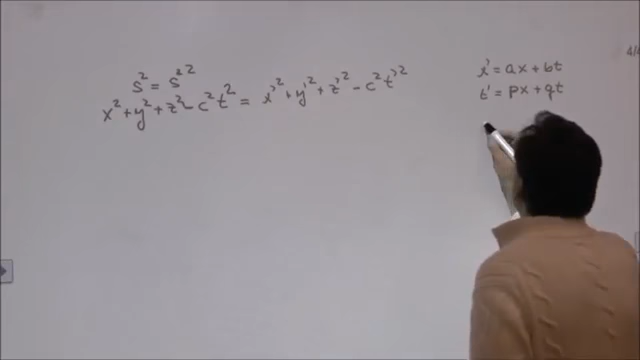 s² = s'²
x² + y² + z² - c²t² = x'² + y'² + z'² - c²t'²
x' = ax + bt
t' = px + qt